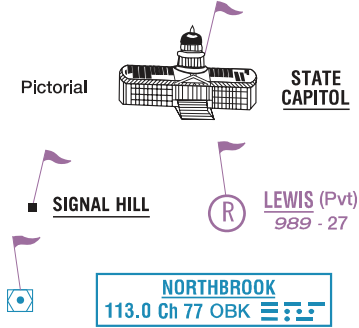 Pictorial
STATE
CAPITOL
SIGNAL HILL
R
LEWIS (Pvt)
989 - 27
NORTHBROOK
113.0 Ch 77 OBK